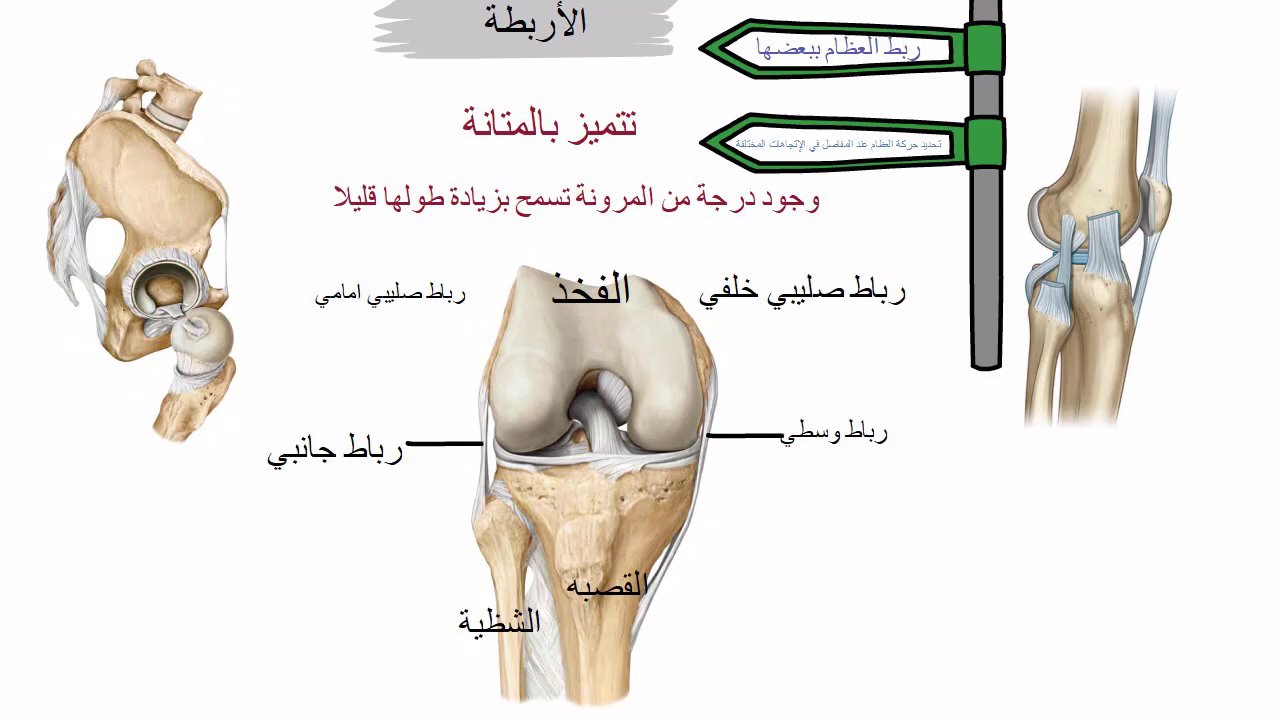 الأربطة
ربط العظام ببعضها
تتميز بالمتانة
تحديد حركة العظام عند المفاصل في الإتجاهات المختلفة
وجود درجة من المرونة تسمح بزيادة طولها قليلا
رباط صليبي خلفي
الفخذ
رباط صليبي امامي
رباط وسطي
رباط جانبي
القصبه
الشظية